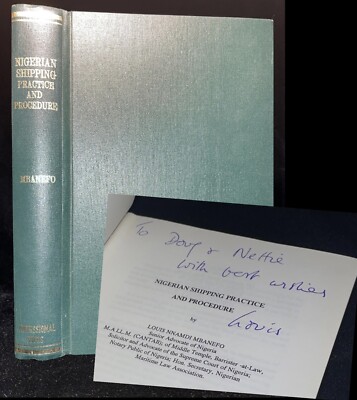 NIGERIAN
SHIPPING
PRACTICE
AND
PROCEDURE
MBANEFO
PROFESSIONAL
To Doug & Nettie
with best wishes
NIGERIAN SHIPPING PRACTICE
AND PROCEDURE
by
Louis
LOUIS NNAMDI MBANEFO
Senior Advocate of Nigeria
M.A.LL.M. (CANTAB), of Middle Temple, Barrister -at-Law,
Solicitor and Advocate of the Supreme Court of Nigeria;
Notary Public of Nigeria; Hon. Secretary, Nigerian
Maritime Law Association.